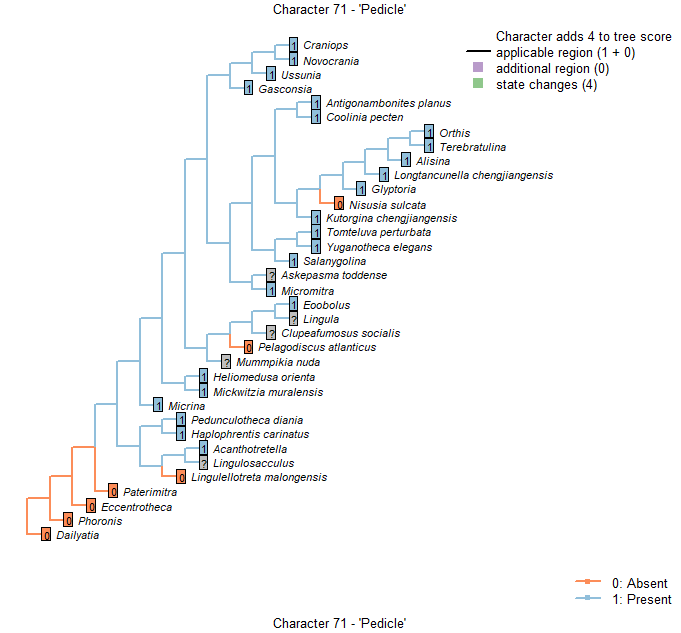 Character 71 - 'Pedicle'
Character adds 4 to tree score
applicable region (1 + 0)
additional region (0)
state changes (4)
1 Craniops
1 Novocrania
1 Ussunia
1 Gasconsia
1 Antigonambonites planus
1 Coolinia pecten
1 Orthis
1 Terebratulina
1 Alisina
1 Longtancunella chengjiangensis
1 Glyptoria
0 Nisusia sulcata
1 Kutorgina chengjiangensis
1 Tomteluva perturbata
1 Yuganotheca elegans
1 Salanygolina
? Askepasma toddense
1 Micromitra
1 Eoobolus
? Lingula
? Clupeafumosus socialis
0 Pelagodiscus atlanticus
? Mummpikia nuda
1 Heliomedusa orienta
1 Mickwitzia muralensis
1 Micrina
1 Pedunculotheca diania
1 Haplophrentis carinatus
1 Acanthotretella
? Lingulosacculus
0 Lingulellotreta malongensis
0 Paterimitra
0 Eccentrotheca
0 Phoronis
0 Dailyatia
0: Absent
1: Present
Character 71 - 'Pedicle'